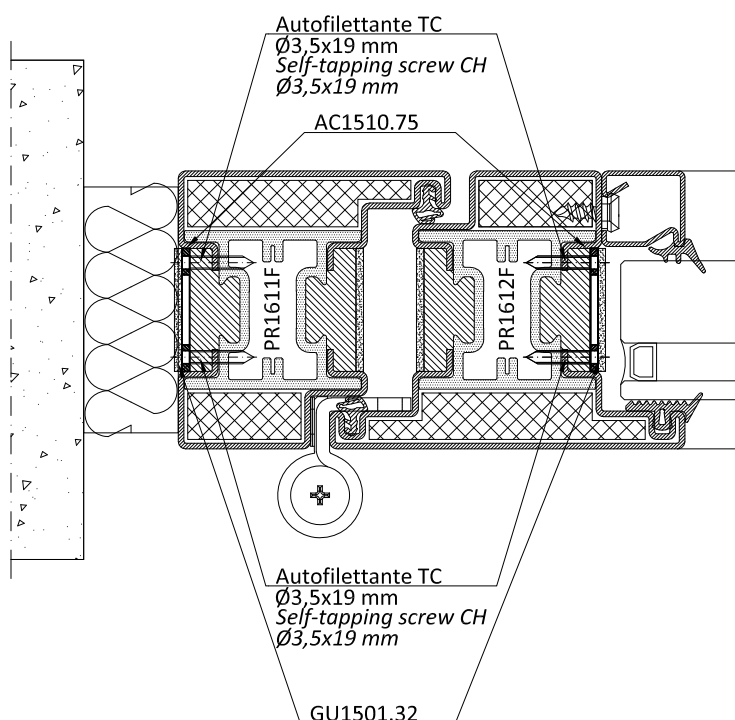 Autofilettante TC
Ø3,5x19 mm
Self-tapping screw CH
Ø3,5x19 mm
AC1510.75
PR1611F
PR1612F
Autofilettante TC
Ø3,5x19 mm
Self-tapping screw CH
Ø3,5x19 mm
GU1501.32